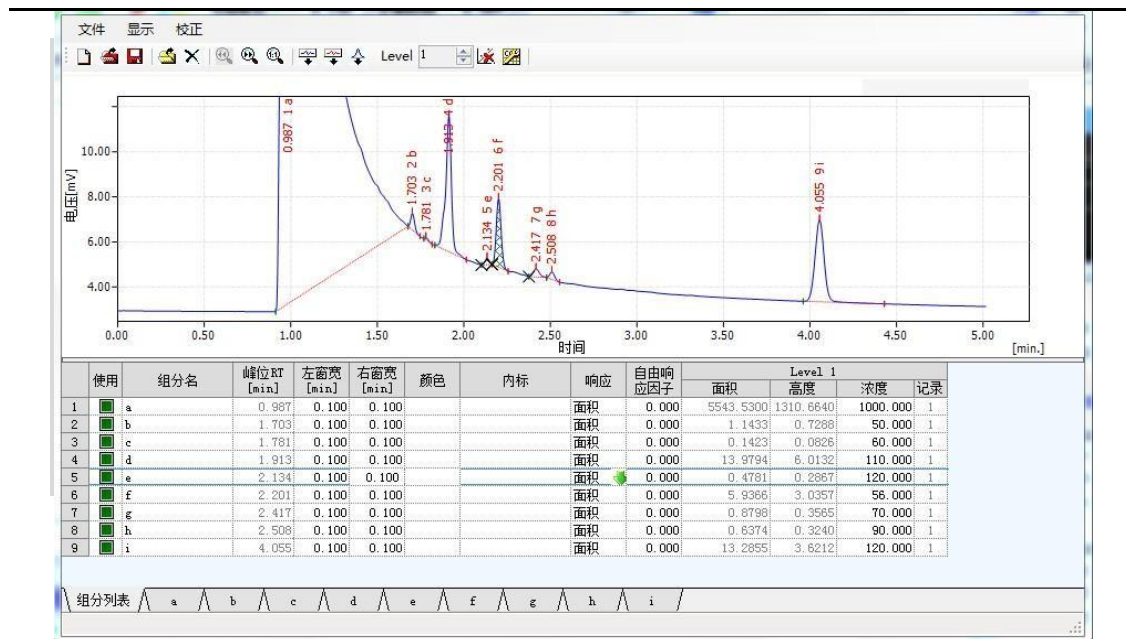 文件 显示 校正
Level 1
0.987 1 a
1.703 2 b
1.781 3 c
1.913 4 d
2.134 5 e
2.201 6 f
2.417 7 g
2.508 8 h
4.055 9 i
电压[mV]
10.00
8.00
6.00
4.00
0.00 0.50 1.00 1.50 2.00 2.50 3.00 3.50 4.00 4.50 5.00
时间 [min.]
使用 组分名 峰位RT [min] 左窗宽 [min] 右窗宽 [min] 颜色 内标 响应 自由响应因子 Level 1
面积 高度 浓度 记录
1 a 0.987 0.100 0.100 面积 0.000 5543.5300 1310.6640 1000.000 1
2 b 1.703 0.100 0.100 面积 0.000 1.1433 0.7288 50.000 1
3 c 1.781 0.100 0.100 面积 0.000 0.1423 0.0826 60.000 1
4 d 1.913 0.100 0.100 面积 0.000 13.9794 6.0132 110.000 1
5 e 2.134 0.100 0.100 面积 0.000 0.4781 0.2867 120.000 1
6 f 2.201 0.100 0.100 面积 0.000 5.9366 3.0357 56.000 1
7 g 2.417 0.100 0.100 面积 0.000 0.8798 0.3565 70.000 1
8 h 2.508 0.100 0.100 面积 0.000 0.6374 0.3240 90.000 1
9 i 4.055 0.100 0.100 面积 0.000 13.2855 3.6212 120.000 1
组分列表 a b c d e f g h i